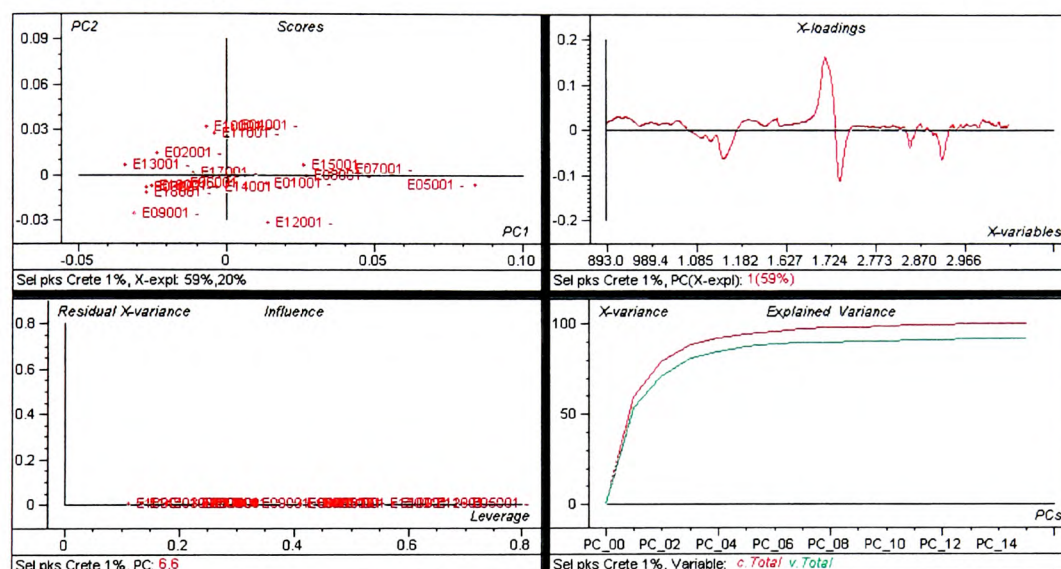 PC2 Scores
0.09
0.06
0.03
0
-0.03
E04001
E11001
E02001
E13001
E17001
E15001
E07001
E05001
E14001
E01001
E18001
E09001
E12001
PC1
-0.05 0 0.05 0.10
Sel pks Crete 1%, X-expl: 59%,20%
X-loadings
0.2
0.1
0
-0.1
-0.2
X-variables
893.0 989.4 1.085 1.182 1.627 1.724 2.773 2.870 2.966
Sel pks Crete 1%, PC(X-expl): 1(59%)
Residual X-variance Influence
0.8
0.6
0.4
0.2
0
Leverage
0 0.2 0.4 0.6 0.8
Sel pks Crete 1%, PC: 6,6
X-variance Explained Variance
100
50
0
PCs
PC_00 PC_02 PC_04 PC_06 PC_08 PC_10 PC_12 PC_14
Sel pks Crete 1%, Variable: c.Total v.Total